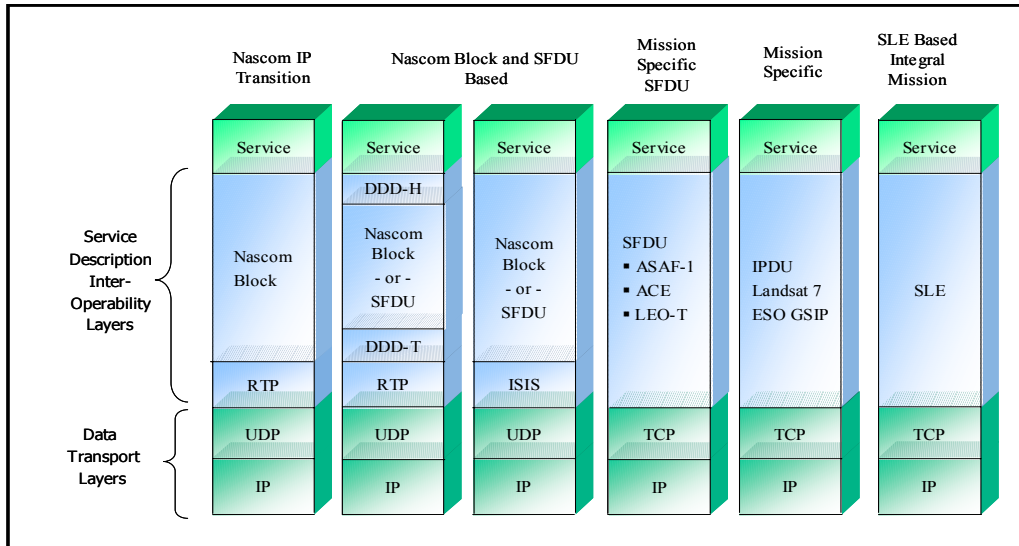 Nascom IP
Transition
Nascom Block and SFDU
Based
Mission
Specific
SFDU
Mission
Specific
SLE Based
Integral
Mission
Service
Description
Inter-
Operability
Layers
Data
Transport
Layers
Service
Nascom
Block
RTP
UDP
IP
Service
DDD-H
Nascom
Block
- or -
SFDU
DDD-T
RTP
UDP
IP
Service
Nascom
Block
- or -
SFDU
ISIS
UDP
IP
Service
SFDU
▪ ASAF-1
▪ ACE
▪ LEO-T
TCP
IP
Service
IPDU
Landsat 7
ESO GSIP
TCP
IP
Service
SLE
TCP
IP